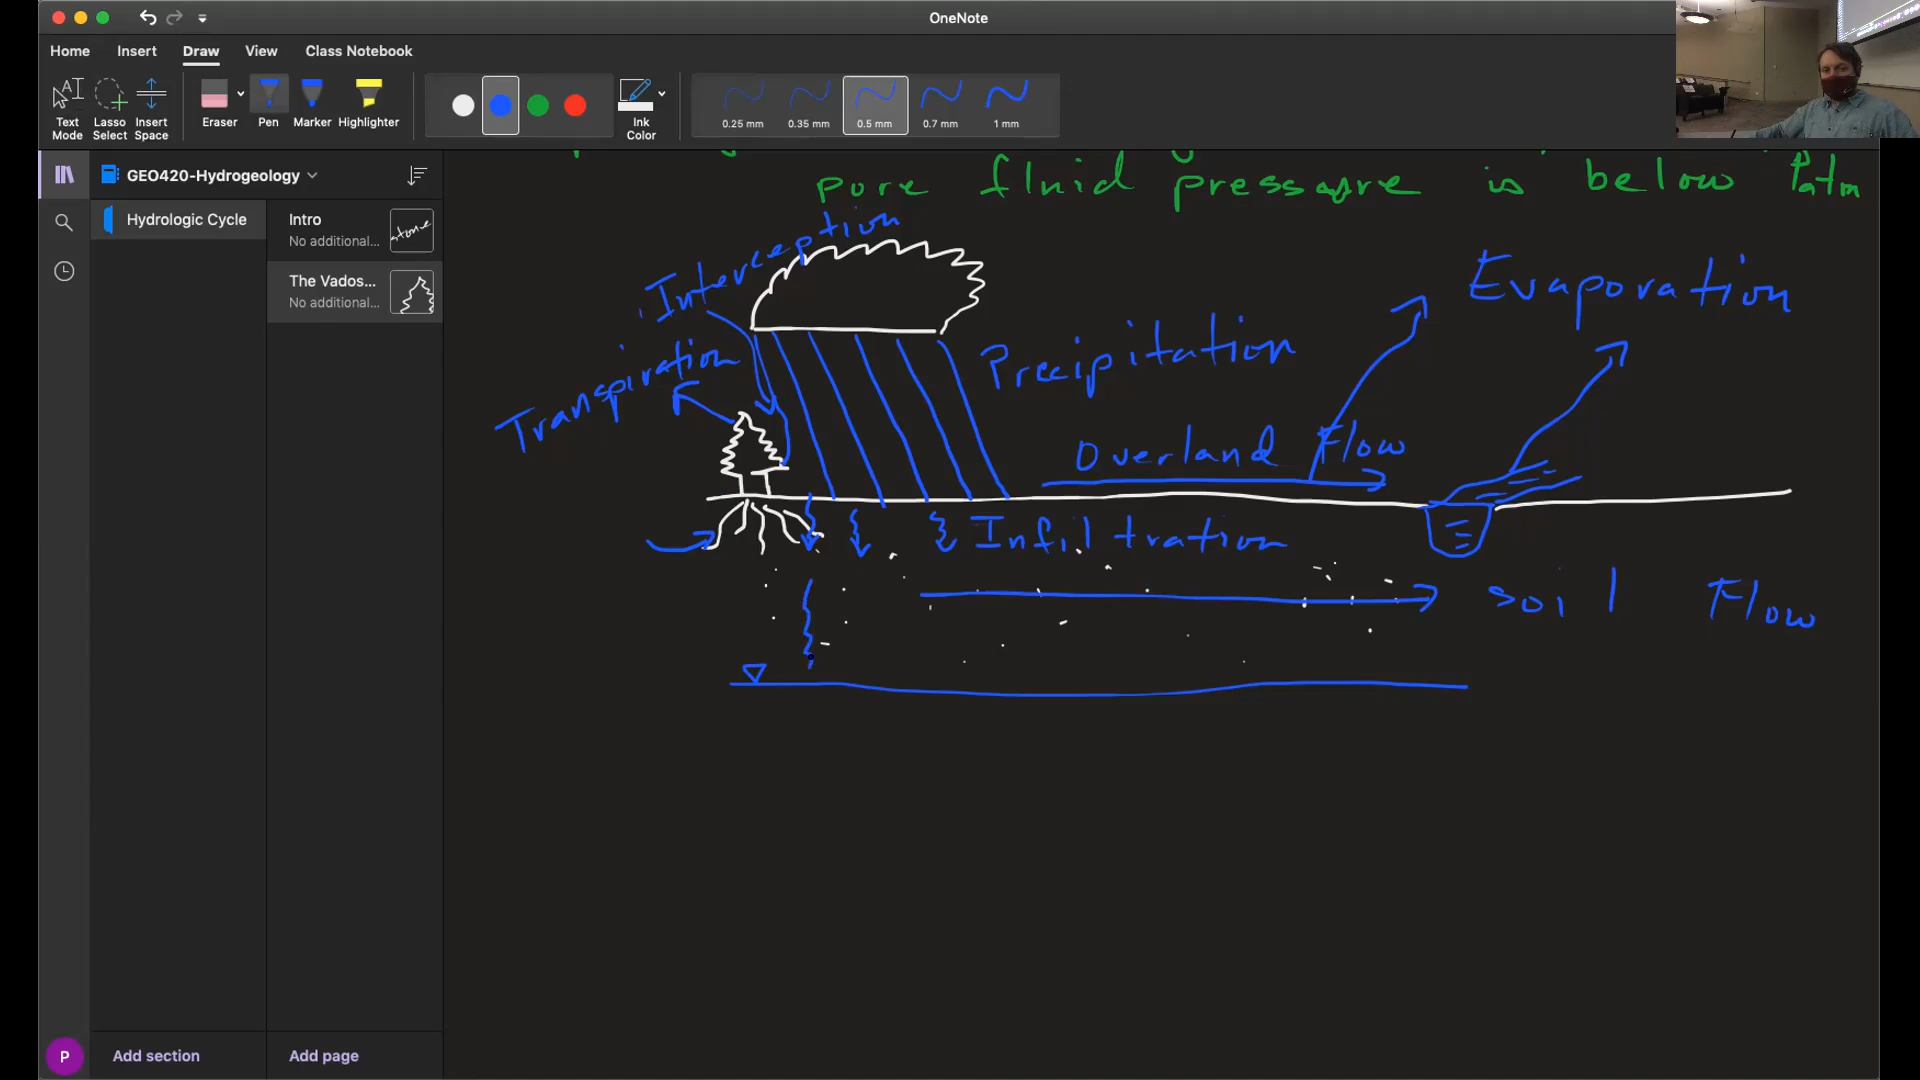 OneNote
Home Insert Draw View Class Notebook
Text Mode
Lasso Select
Insert Space
Eraser
Pen
Marker
Highlighter
Ink Color
0.25 mm
0.35 mm
0.5 mm
0.7 mm
1 mm
GEO420-Hydrogeology
Hydrologic Cycle
Intro
No additional...
The Vados...
No additional...
pore fluid pressure is below Patm
Interception
Evaporation
Transpiration
Precipitation
Overland Flow
Infiltration
soil Flow
P
Add section
Add page